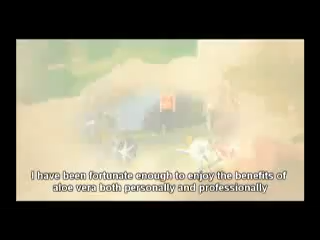 I have been fortunate enough to enjoy the benefits of
aloe vera both personally and professionally